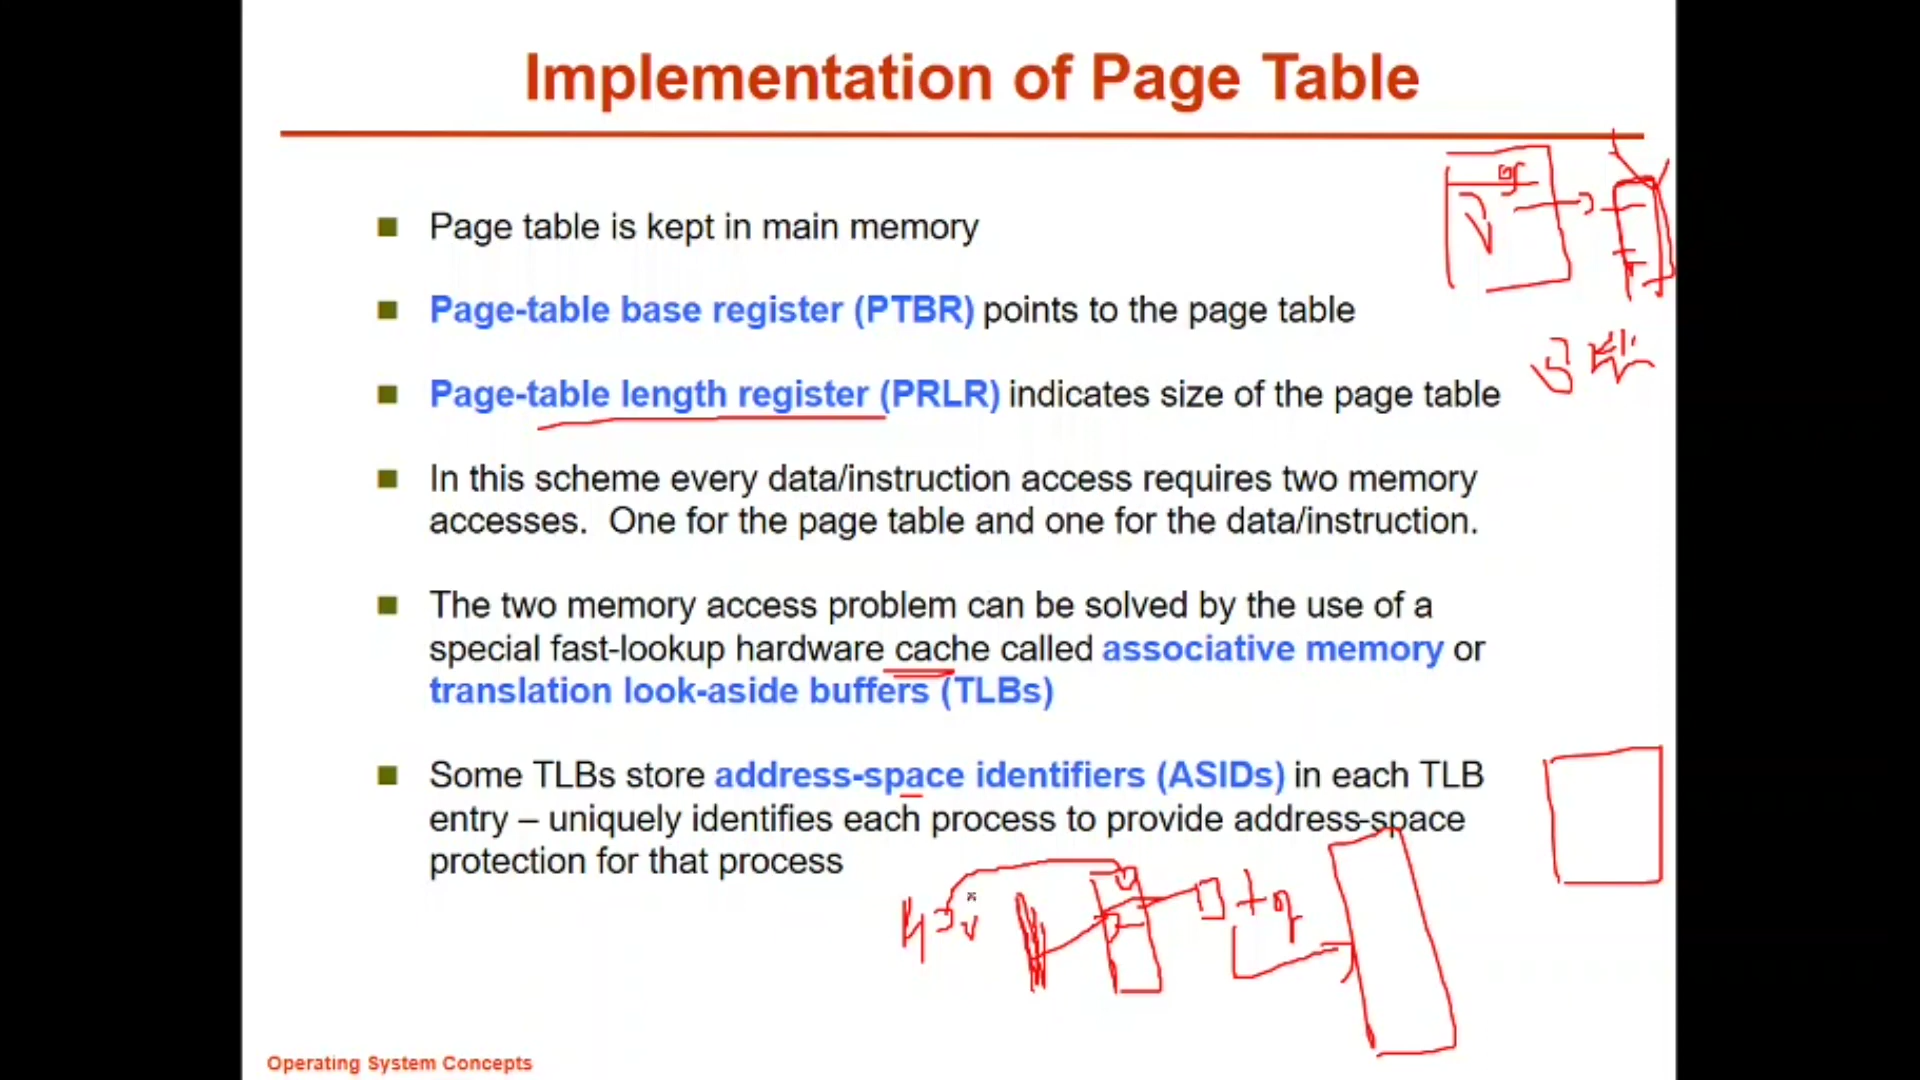 Implementation of Page Table
Page table is kept in main memory
Page-table base register (PTBR) points to the page table
Page-table length register (PRLR) indicates size of the page table
In this scheme every data/instruction access requires two memory
accesses.  One for the page table and one for the data/instruction.
The two memory access problem can be solved by the use of a
special fast-lookup hardware cache called associative memory or
translation look-aside buffers (TLBs)
Some TLBs store address-space identifiers (ASIDs) in each TLB
entry – uniquely identifies each process to provide address-space
protection for that process
Operating System Concepts